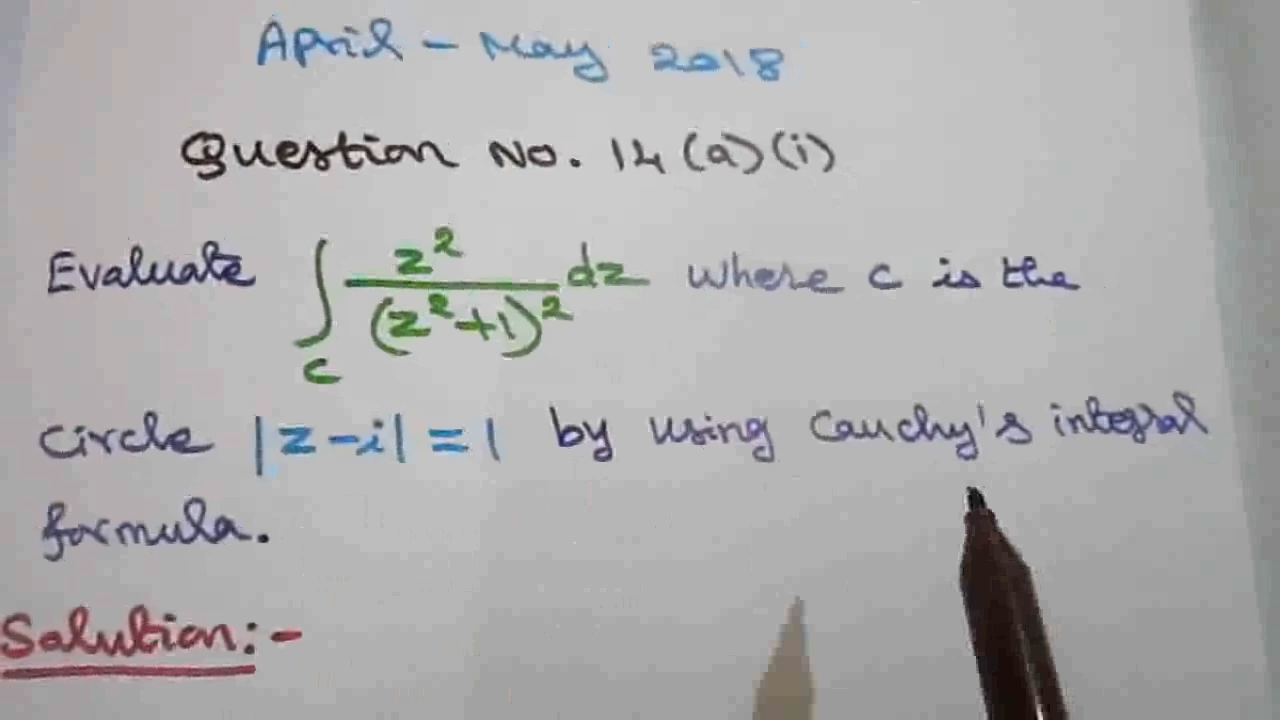 April - May 2018
Question No. 14 (a) (i)
Evaluate ∫_C z²/(z²+1)² dz where C is the
circle |z-i| = 1 by using Cauchy's integral
formula.
Solution:-